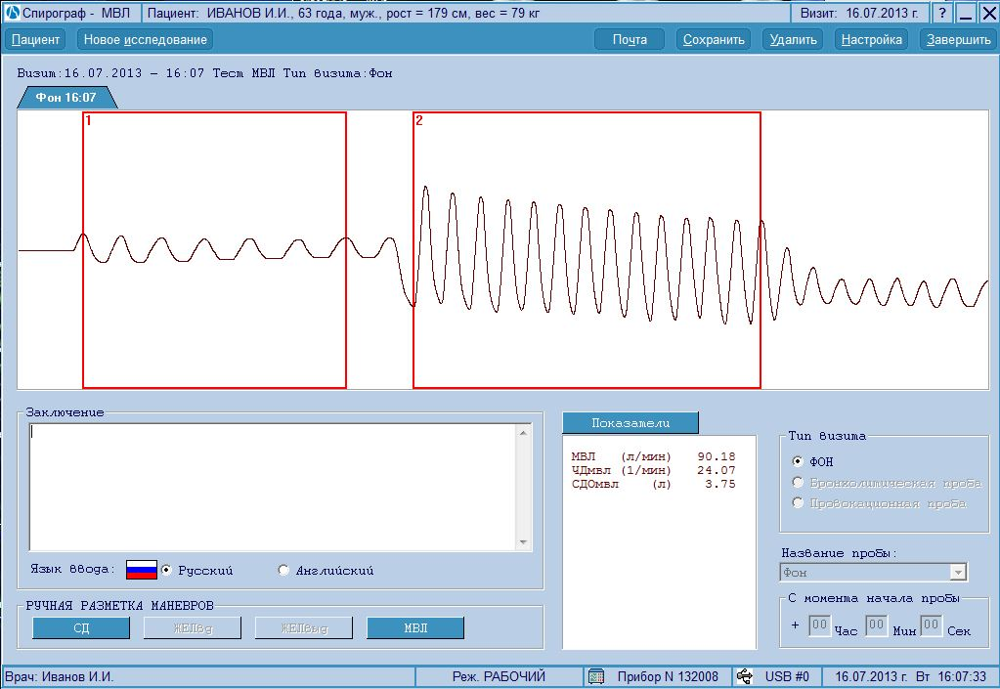 Спирограф - МВЛ Пациент: ИВАНОВ И.И., 63 года, муж., рост = 179 см, вес = 79 кг Визит: 16.07.2013 г. ?
Пациент Новое исследование Почта Сохранить Удалить Настройка Завершить
Визит:16.07.2013 - 16:07 Тест МВЛ Тип визита:Фон
Фон 16:07
1 2
Заключение
Показатели
МВЛ (л/мин) 90.18
ЧДмвл (1/мин) 24.07
СДОмвл (л) 3.75
Тип визита
ФОН
Бронхолитическая проба
Провокационная проба
Название пробы:
Фон
С момента начала пробы
+ 00 Час 00 Мин 00 Сек
Язык ввода: Русский Английский
РУЧНАЯ РАЗМЕТКА МАНЕВРОВ
СД ЖЕЛвд ЖЕЛвыд МВЛ
Врач: Иванов И.И. Реж. РАБОЧИЙ Прибор N 132008 USB #0 16.07.2013 г. Вт 16:07:33